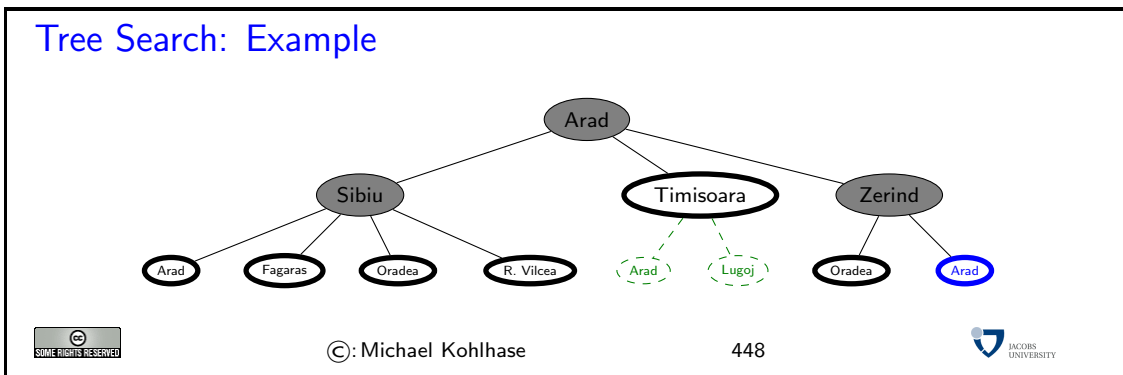 Tree Search: Example
Arad
Sibiu Timisoara Zerind
Arad Fagaras Oradea R. Vilcea Arad Lugoj Oradea Arad
cc
SOME RIGHTS RESERVED
©: Michael Kohlhase 448
JACOBS
UNIVERSITY